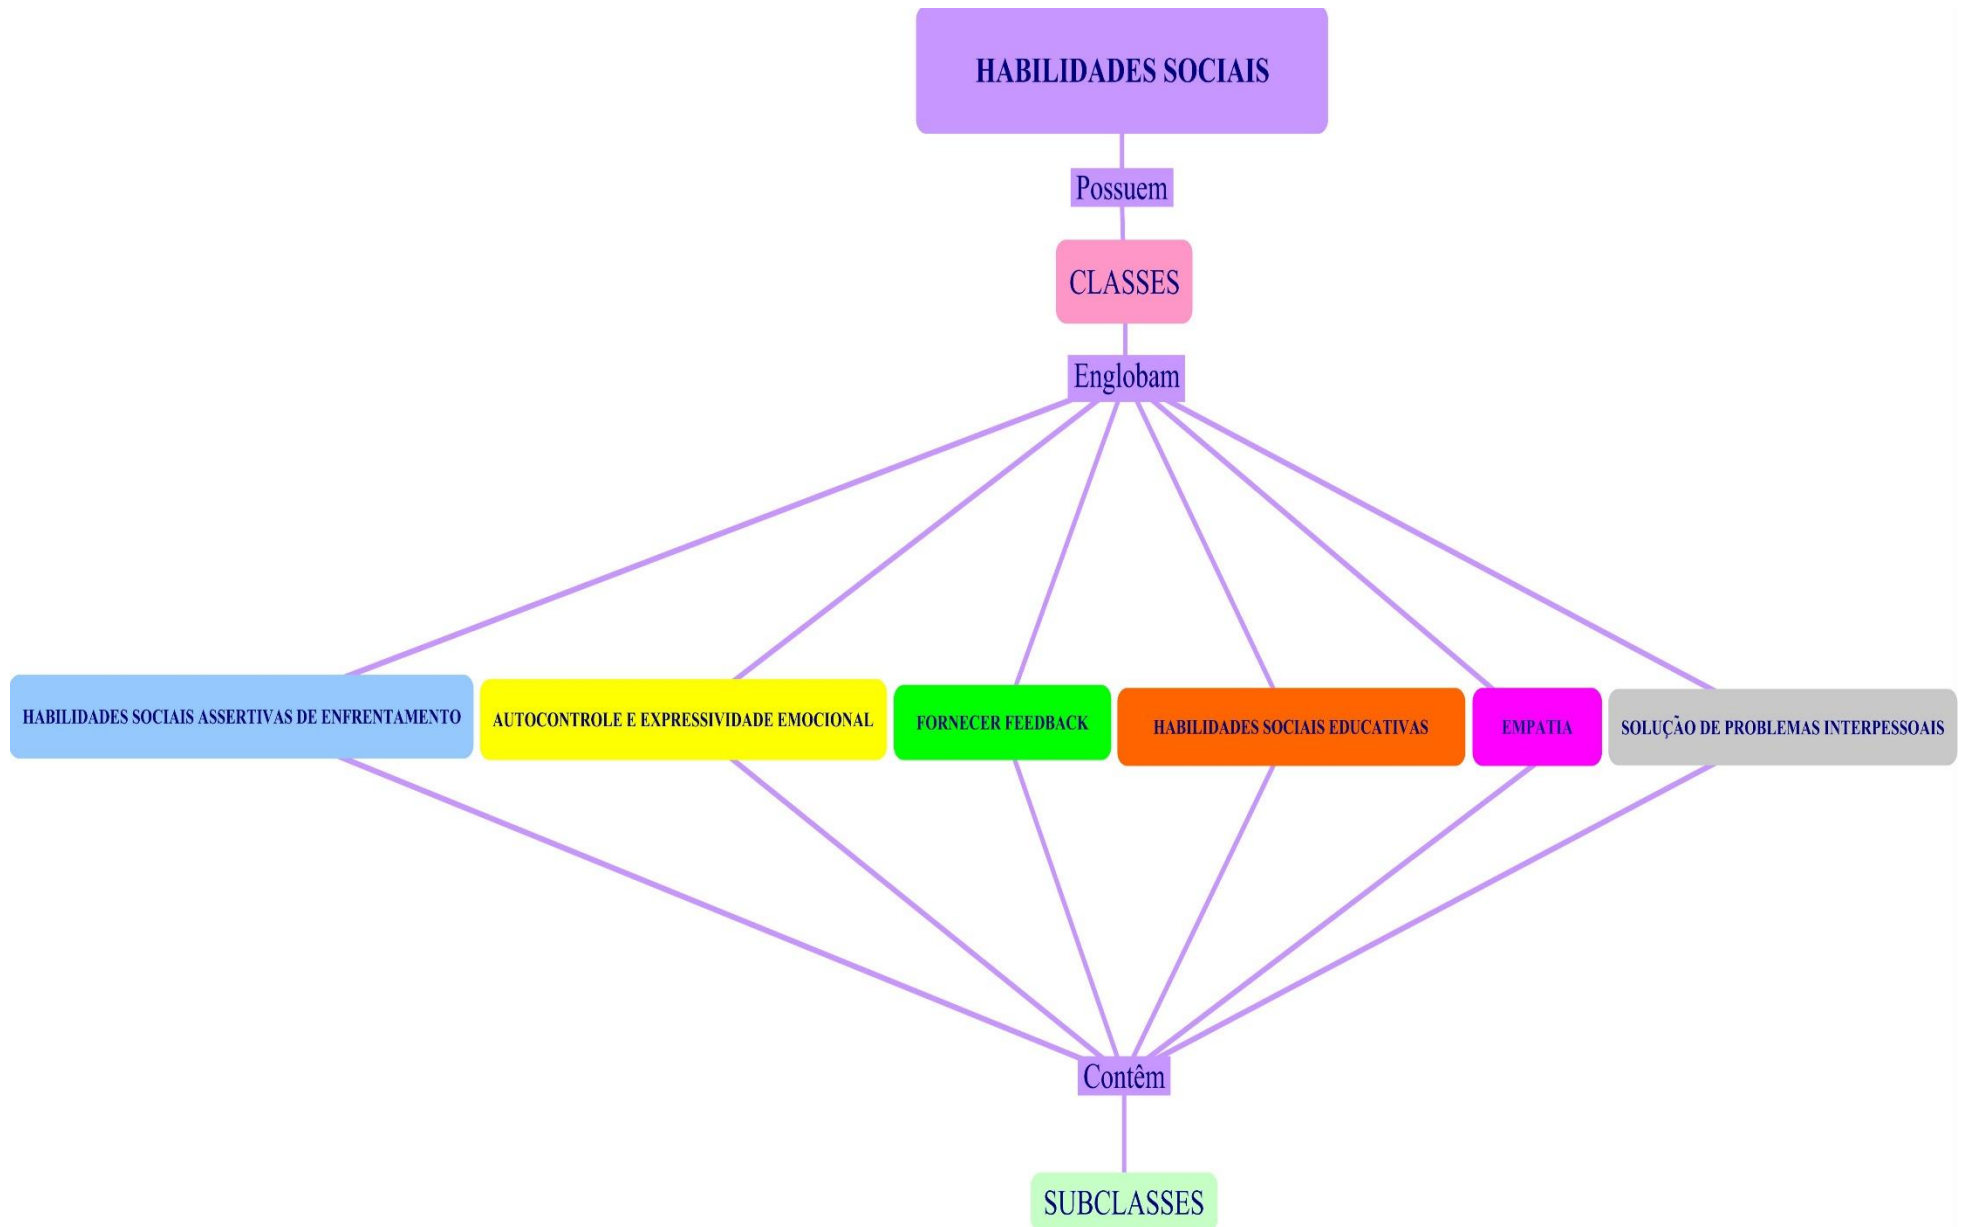 HABILIDADES SOCIAIS
Possuem
CLASSES
Englobam
HABILIDADES SOCIAIS ASSERTIVAS DE ENFRENTAMENTO
AUTOCONTROLE E EXPRESSIVIDADE EMOCIONAL
FORNECER FEEDBACK
HABILIDADES SOCIAIS EDUCATIVAS
EMPATIA
SOLUÇÃO DE PROBLEMAS INTERPESSOAIS
Contêm
SUBCLASSES